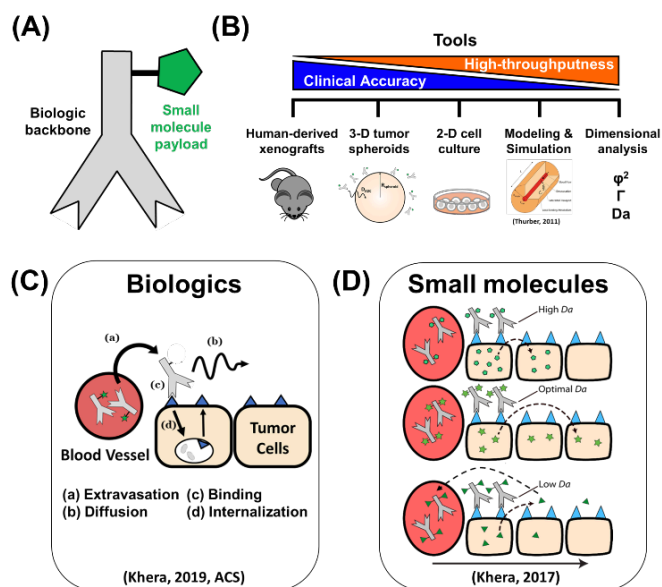 (A)
Biologic
backbone
Small
molecule
payload
(B)
Tools
High-throughputness
Clinical Accuracy
Human-derived
xenografts
3-D tumor
spheroids
2-D cell
culture
Modeling &
Simulation
(Thurber, 2011)
Dimensional
analysis
φ²
Γ
Da
(C)
Biologics
(a)
(b)
(c)
(d)
Blood Vessel
Tumor
Cells
(a) Extravasation (c) Binding
(b) Diffusion (d) Internalization
(Khera, 2019, ACS)
(D)
Small molecules
High Da
Optimal Da
Low Da
(Khera, 2017)